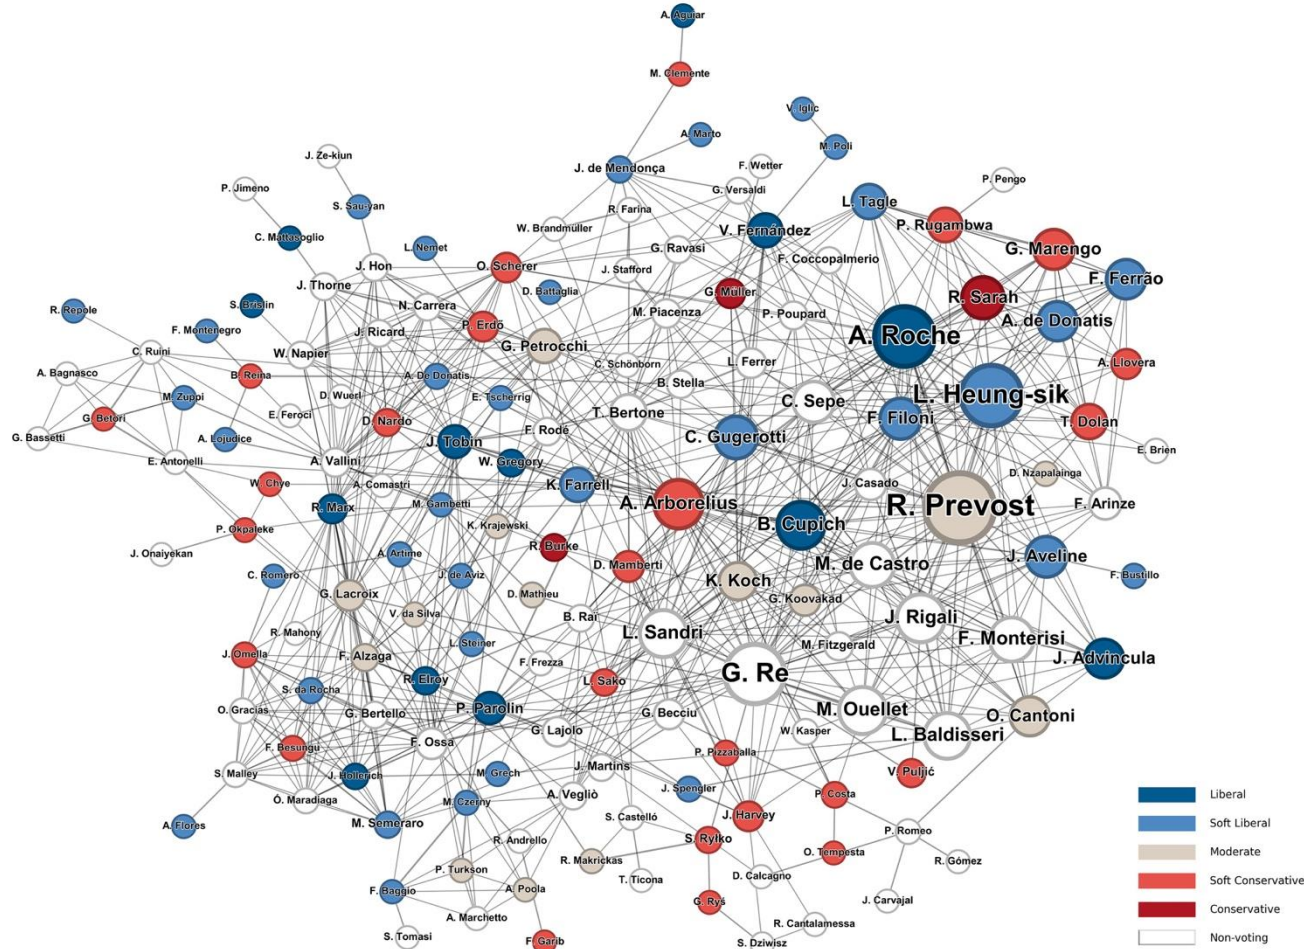 A. Aguiar
M. Clemente
V. Iglic
A. Marto
M. Poli
J. Ze-kiun
F. Wetter
J. de Mendonça
P. Pengo
P. Jimeno
G. Versaldi
L. Tagle
S. Sau-yan
R. Farina
P. Rugambwa
W. Brandmüller
V. Fernández
C. Mattasoglio
L. Nemet
G. Ravasi
G. Marengo
F. Coccopalmerio
J. Hon
O. Scherer
J. Stafford
F. Ferrão
J. Thorne
D. Battaglia
G. Müller
R. Sarah
S. Brislin
N. Carrera
R. Repole
M. Piacenza
P. Poupard
A. de Donatis
P. Erdő
F. Montenegro
J. Ricard
A. Roche
G. Petrocchi
C. Ruini
W. Napier
C. Schönborn
L. Ferrer
A. Llovera
A. Bagnasco
B. Reina
A. De Donatis
B. Stella
M. Zuppi
D. Wuerl
E. Tscherrig
L. Heung-sik
C. Sepe
G. Betori
E. Feroci
T. Bertone
F. Filoni
T. Dolan
D. Nardo
G. Bassetti
A. Lojudice
F. Rodé
C. Gugerotti
J. Tobin
E. Brien
E. Antonelli
A. Vallini
W. Gregory
D. Nzapalainga
W. Chye
A. Comastri
K. Farrell
J. Casado
A. Arborelius
F. Arinze
R. Marx
M. Gambetti
R. Prevost
P. Okpaleke
K. Krajewski
B. Cupich
J. Onaiyekan
A. Artime
R. Burke
J. Aveline
M. de Castro
D. Mamberti
C. Romero
J. de Aviz
F. Bustillo
K. Koch
G. Lacroix
D. Mathieu
G. Koovakad
V. da Silva
B. Raï
J. Rigali
R. Mahony
L. Sandri
F. Monterisi
L. Steiner
M. Fitzgerald
J. Omella
F. Alzaga
J. Advincula
F. Frezza
G. Re
R. Elroy
L. Sako
S. da Rocha
P. Parolin
M. Ouellet
O. Gracias
G. Bertello
G. Becciu
O. Cantoni
G. Lajolo
W. Kasper
L. Baldisseri
F. Besungu
F. Ossa
P. Pizzaballa
J. Martins
V. Puljić
S. Malley
J. Hollerich
M. Grech
J. Spengler
P. Costa
Ó. Maradiaga
M. Czerny
A. Vegliò
J. Harvey
S. Castelló
A. Flores
M. Semeraro
P. Romeo
R. Andrello
S. Ryłko
O. Tempesta
R. Makrickas
R. Gómez
P. Turkson
T. Ticona
D. Calcagno
F. Baggio
A. Poola
J. Carvajal
G. Ryś
A. Marchetto
R. Cantalamessa
S. Tomasi
F. Garib
S. Dziwisz
Liberal
Soft Liberal
Moderate
Soft Conservative
Conservative
Non-voting